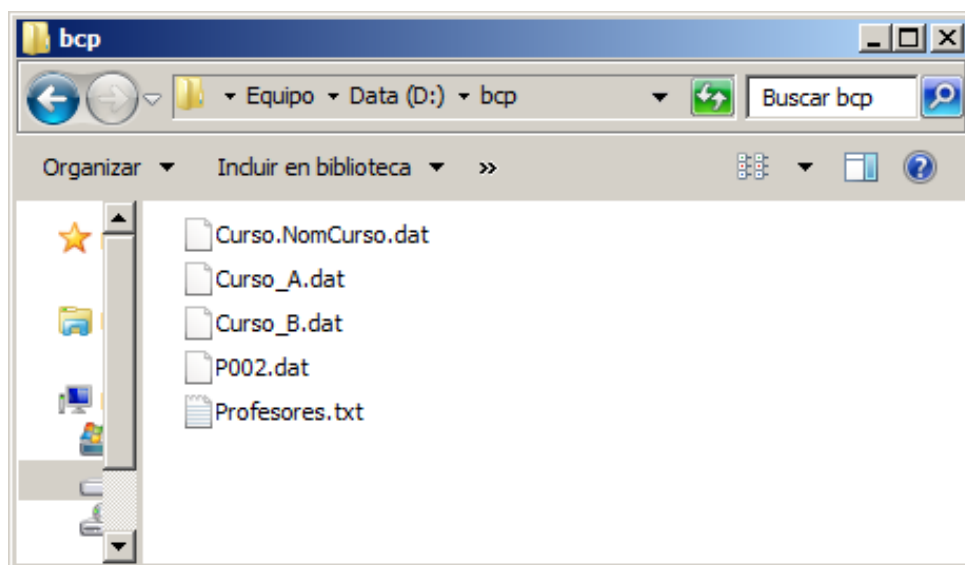 bcp
Equipo Data (D:) bcp
Buscar bcp
Organizar
Incluir en biblioteca
»
Curso.NomCurso.dat
Curso_A.dat
Curso_B.dat
P002.dat
Profesores.txt